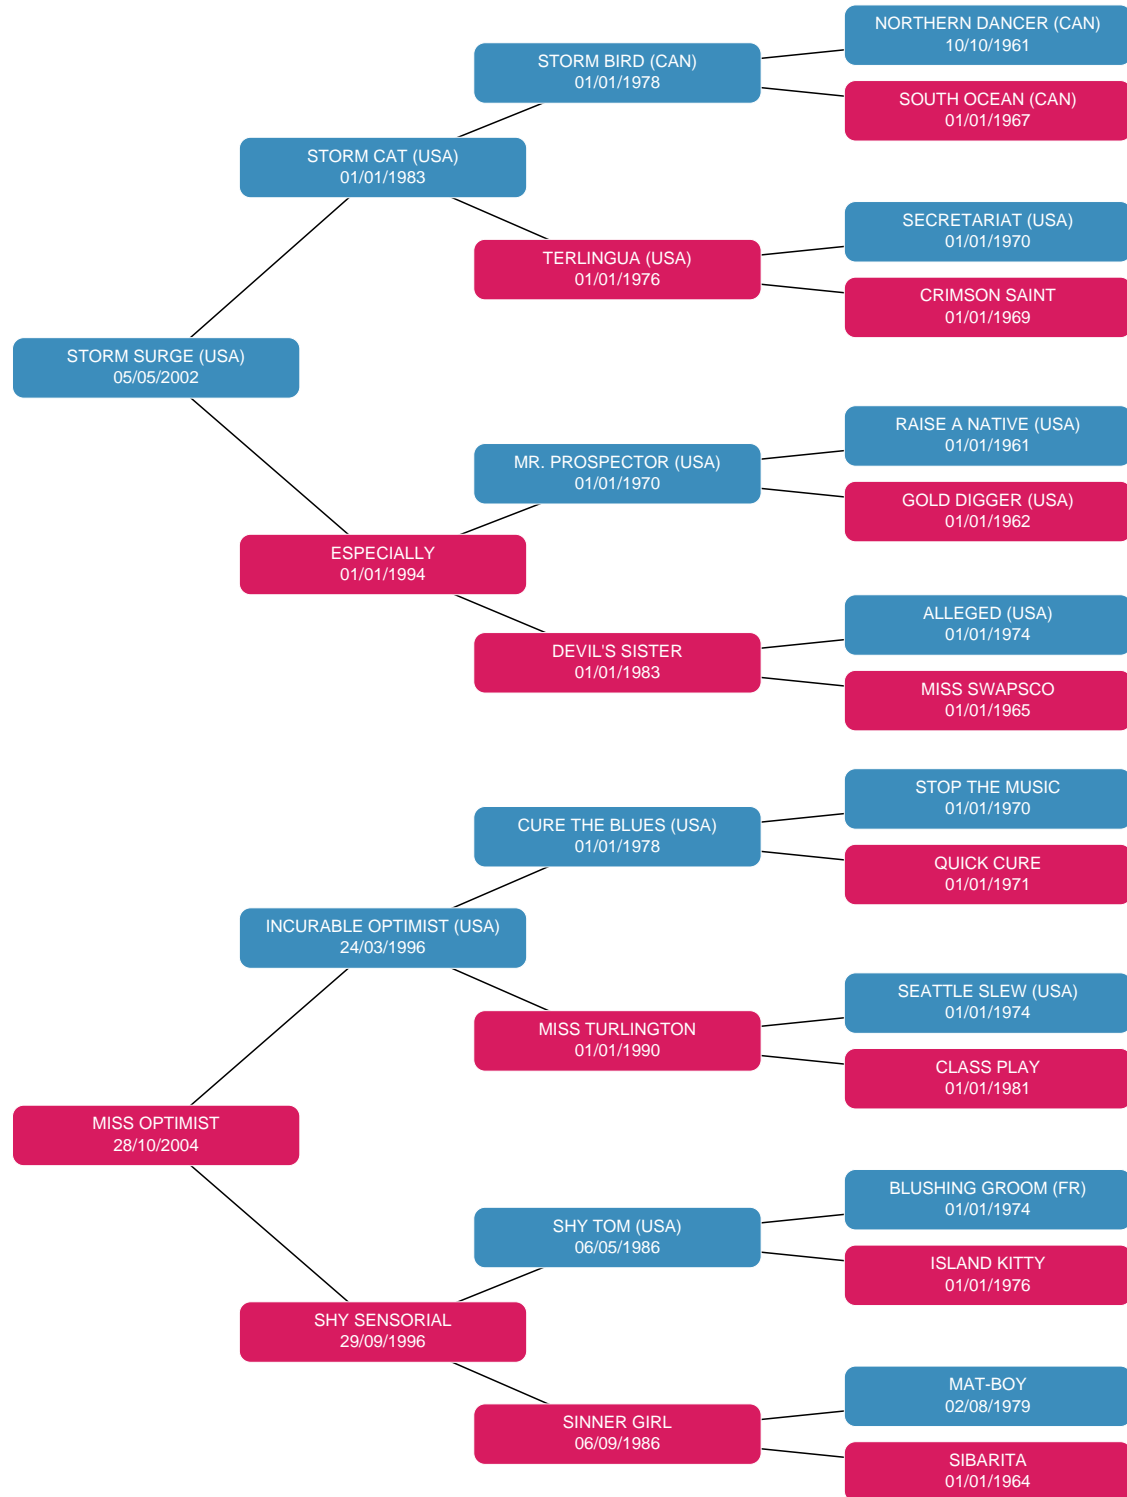 NORTHERN DANCER (CAN)
10/10/1961
STORM BIRD (CAN)
01/01/1978
SOUTH OCEAN (CAN)
01/01/1967
STORM CAT (USA)
01/01/1983
SECRETARIAT (USA)
01/01/1970
TERLINGUA (USA)
01/01/1976
CRIMSON SAINT
01/01/1969
STORM SURGE (USA)
05/05/2002
RAISE A NATIVE (USA)
01/01/1961
MR. PROSPECTOR (USA)
01/01/1970
GOLD DIGGER (USA)
01/01/1962
ESPECIALLY
01/01/1994
ALLEGED (USA)
01/01/1974
DEVIL'S SISTER
01/01/1983
MISS SWAPSCO
01/01/1965
STOP THE MUSIC
01/01/1970
CURE THE BLUES (USA)
01/01/1978
QUICK CURE
01/01/1971
INCURABLE OPTIMIST (USA)
24/03/1996
SEATTLE SLEW (USA)
01/01/1974
MISS TURLINGTON
01/01/1990
CLASS PLAY
01/01/1981
MISS OPTIMIST
28/10/2004
BLUSHING GROOM (FR)
01/01/1974
SHY TOM (USA)
06/05/1986
ISLAND KITTY
01/01/1976
SHY SENSORIAL
29/09/1996
MAT-BOY
02/08/1979
SINNER GIRL
06/09/1986
SIBARITA
01/01/1964